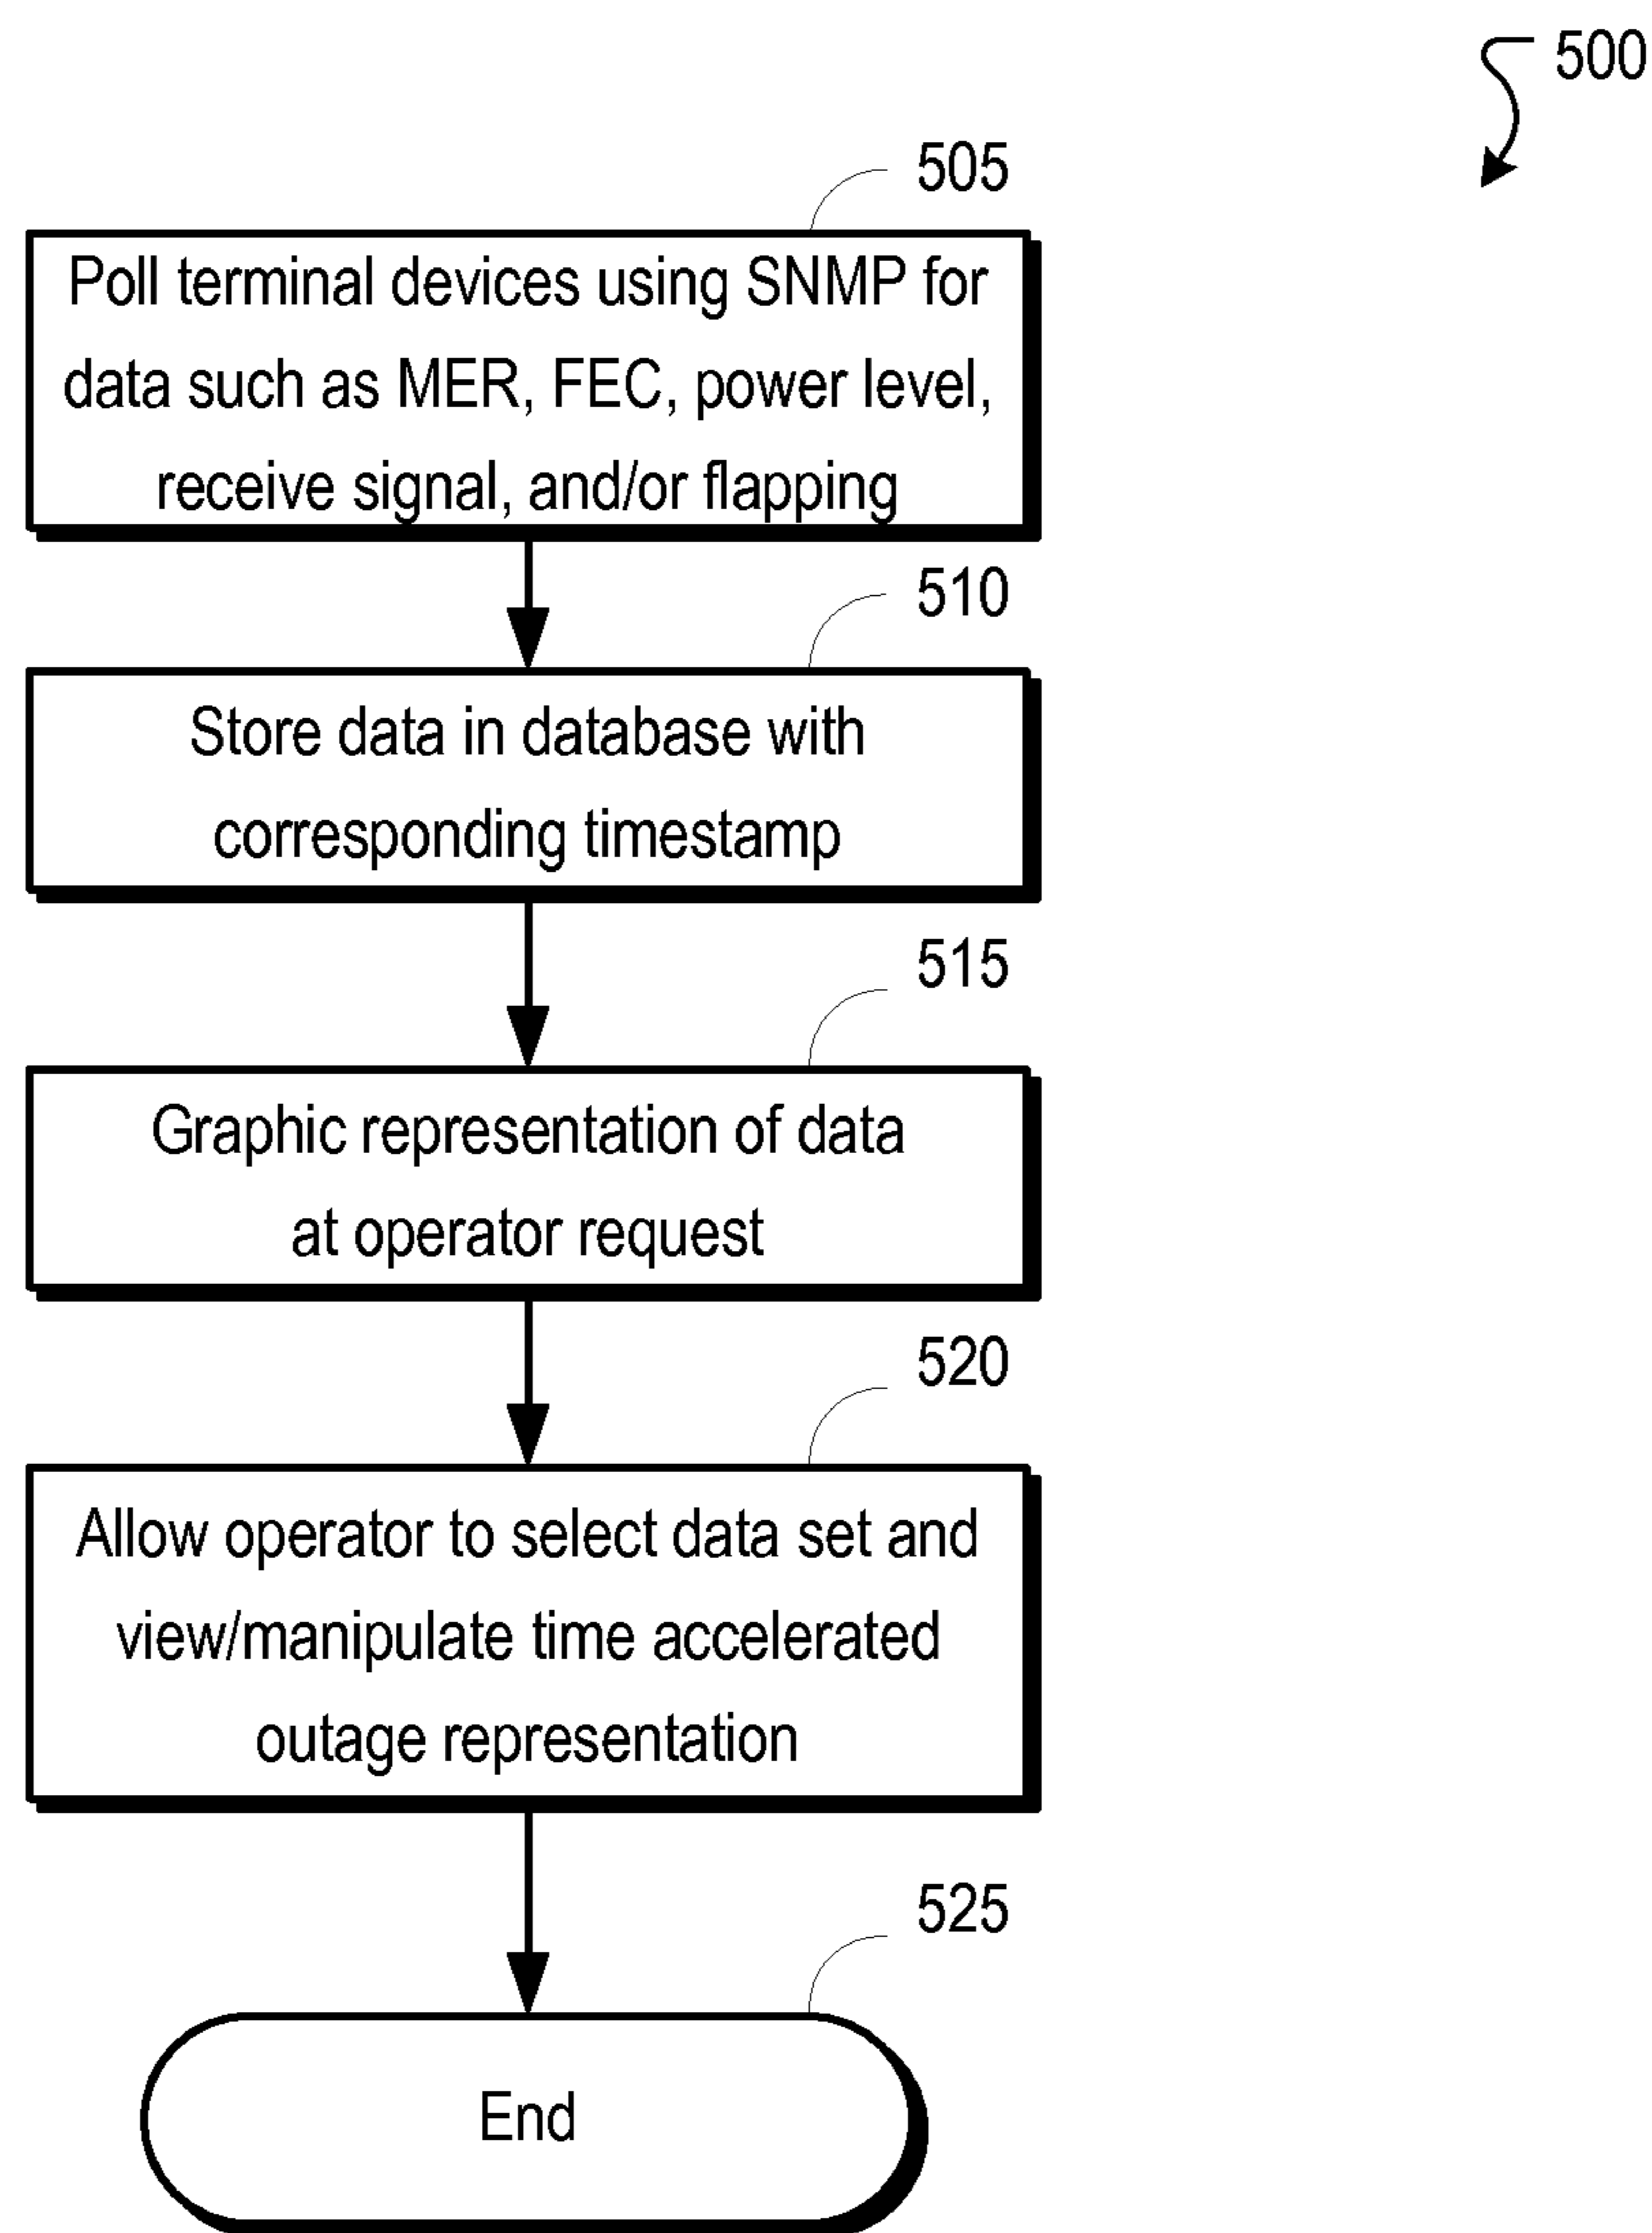 500
505
Poll terminal devices using SNMP for
data such as MER, FEC, power level,
receive signal, and/or flapping
510
Store data in database with
corresponding timestamp
515
Graphic representation of data
at operator request
520
Allow operator to select data set and
view/manipulate time accelerated
outage representation
525
End